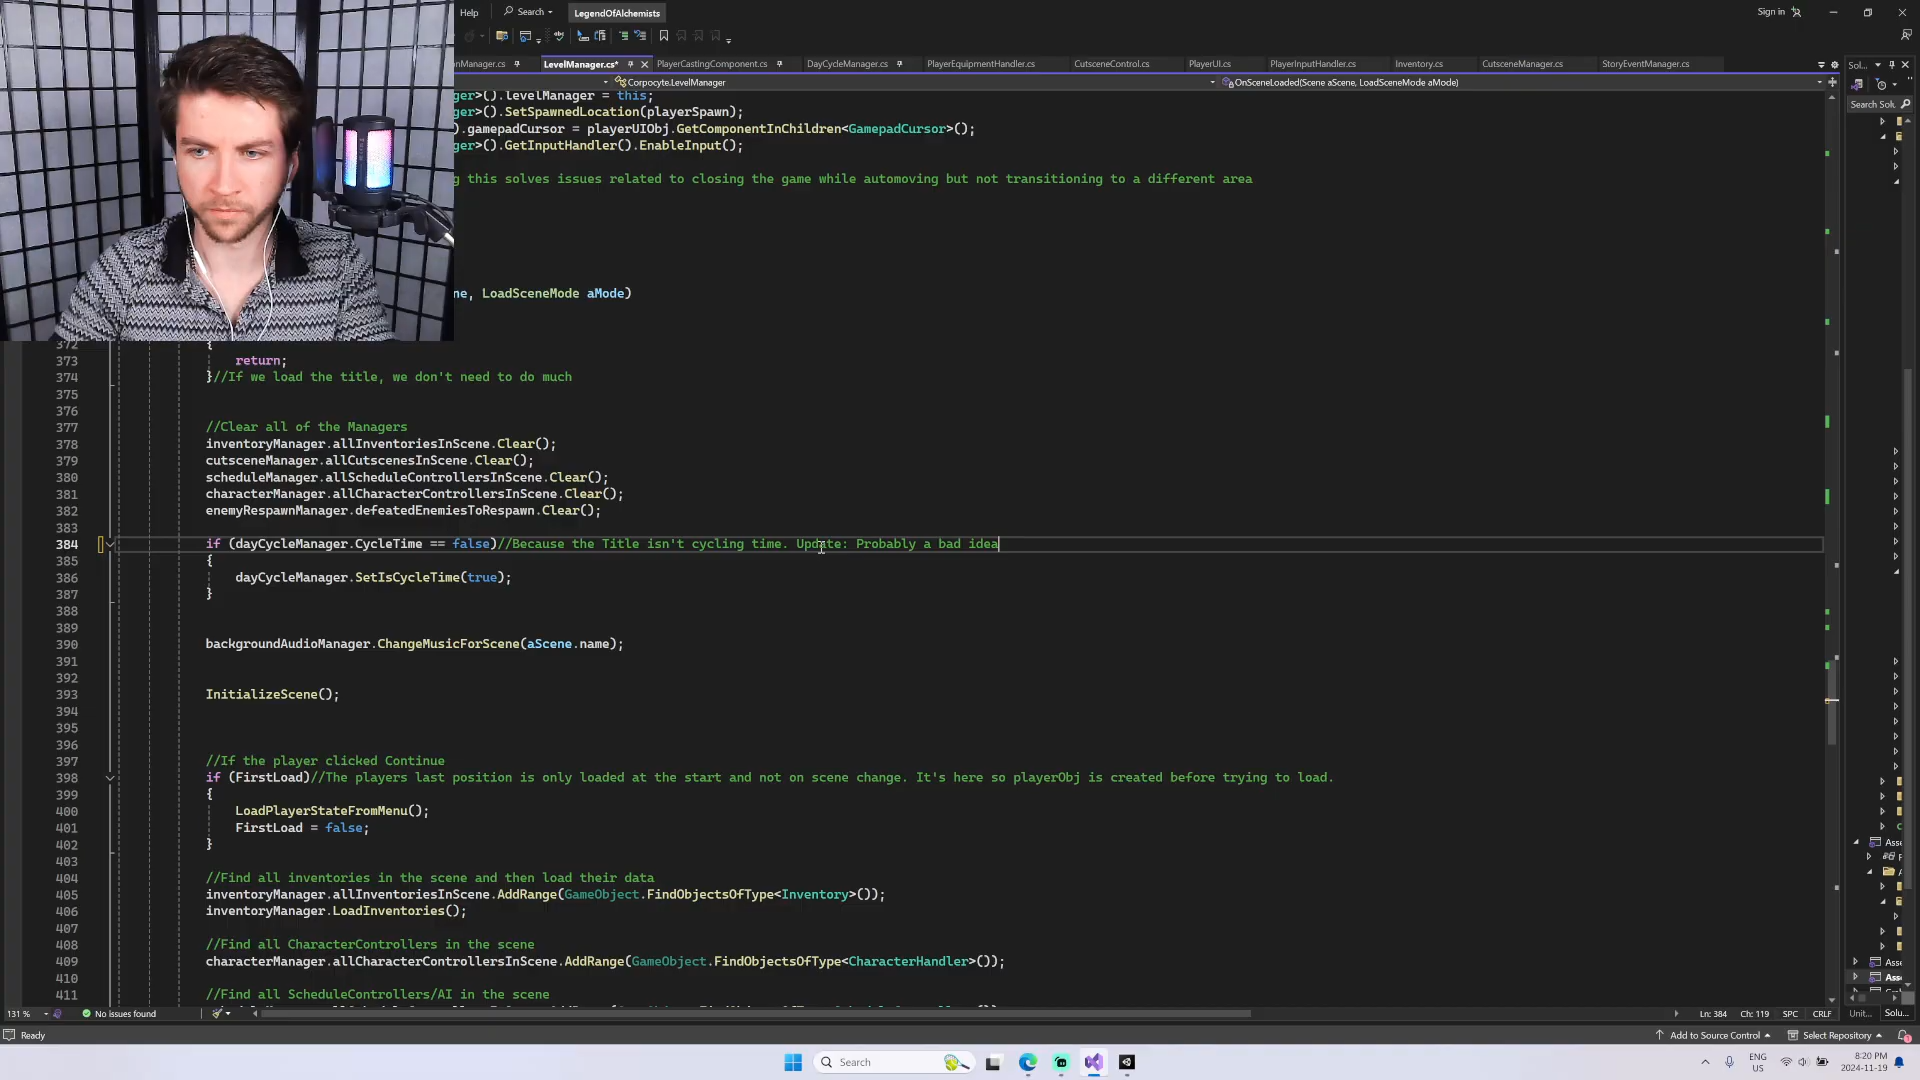 Help
Search
LegendOfAlchemists
Sign in
nManager.cs
LevelManager.cs*
PlayerCastingComponent.cs
DayCycleManager.cs
PlayerEquipmentHandler.cs
CutsceneControl.cs
PlayerUI.cs
PlayerInputHandler.cs
Inventory.cs
CutsceneManager.cs
StoryEventManager.cs
Sol...
Corpocyte.LevelManager
OnSceneLoaded(Scene aScene, LoadSceneMode aMode)
Search Solu
ger>().levelManager = this;
ger>().SetSpawnedLocation(playerSpawn);
).gamepadCursor = playerUIObj.GetComponentInChildren<GamepadCursor>();
ger>().GetInputHandler().EnableInput();
g this solves issues related to closing the game while automoving but not transitioning to a different area
ne, LoadSceneMode aMode)
372 {
373 return;
374 }//If we load the title, we don't need to do much
375
376
377 //Clear all of the Managers
378 inventoryManager.allInventoriesInScene.Clear();
379 cutsceneManager.allCutscenesInScene.Clear();
380 scheduleManager.allScheduleControllersInScene.Clear();
381 characterManager.allCharacterControllersInScene.Clear();
382 enemyRespawnManager.defeatedEnemiesToRespawn.Clear();
383
384 if (dayCycleManager.CycleTime == false)//Because the Title isn't cycling time. Update: Probably a bad idea
385 {
386 dayCycleManager.SetIsCycleTime(true);
387 }
388
389
390 backgroundAudioManager.ChangeMusicForScene(aScene.name);
391
392
393 InitializeScene();
394
395
396
397 //If the player clicked Continue
398 if (FirstLoad)//The players last position is only loaded at the start and not on scene change. It's here so playerObj is created before trying to load.
399 {
400 LoadPlayerStateFromMenu();
401 FirstLoad = false;
402 }
403
404 //Find all inventories in the scene and then load their data
405 inventoryManager.allInventoriesInScene.AddRange(GameObject.FindObjectsOfType<Inventory>());
406 inventoryManager.LoadInventories();
407
408 //Find all CharacterControllers in the scene
409 characterManager.allCharacterControllersInScene.AddRange(GameObject.FindObjectsOfType<CharacterHandler>());
410
411 //Find all ScheduleControllers/AI in the scene
Asse
Ass
Ass
131 %
No issues found
Ln: 384
Ch: 119
SPC
CRLF
Unit...
Solu...
Ready
Add to Source Control
Select Repository
Search
ENG
US
8:20 PM
2024-11-19